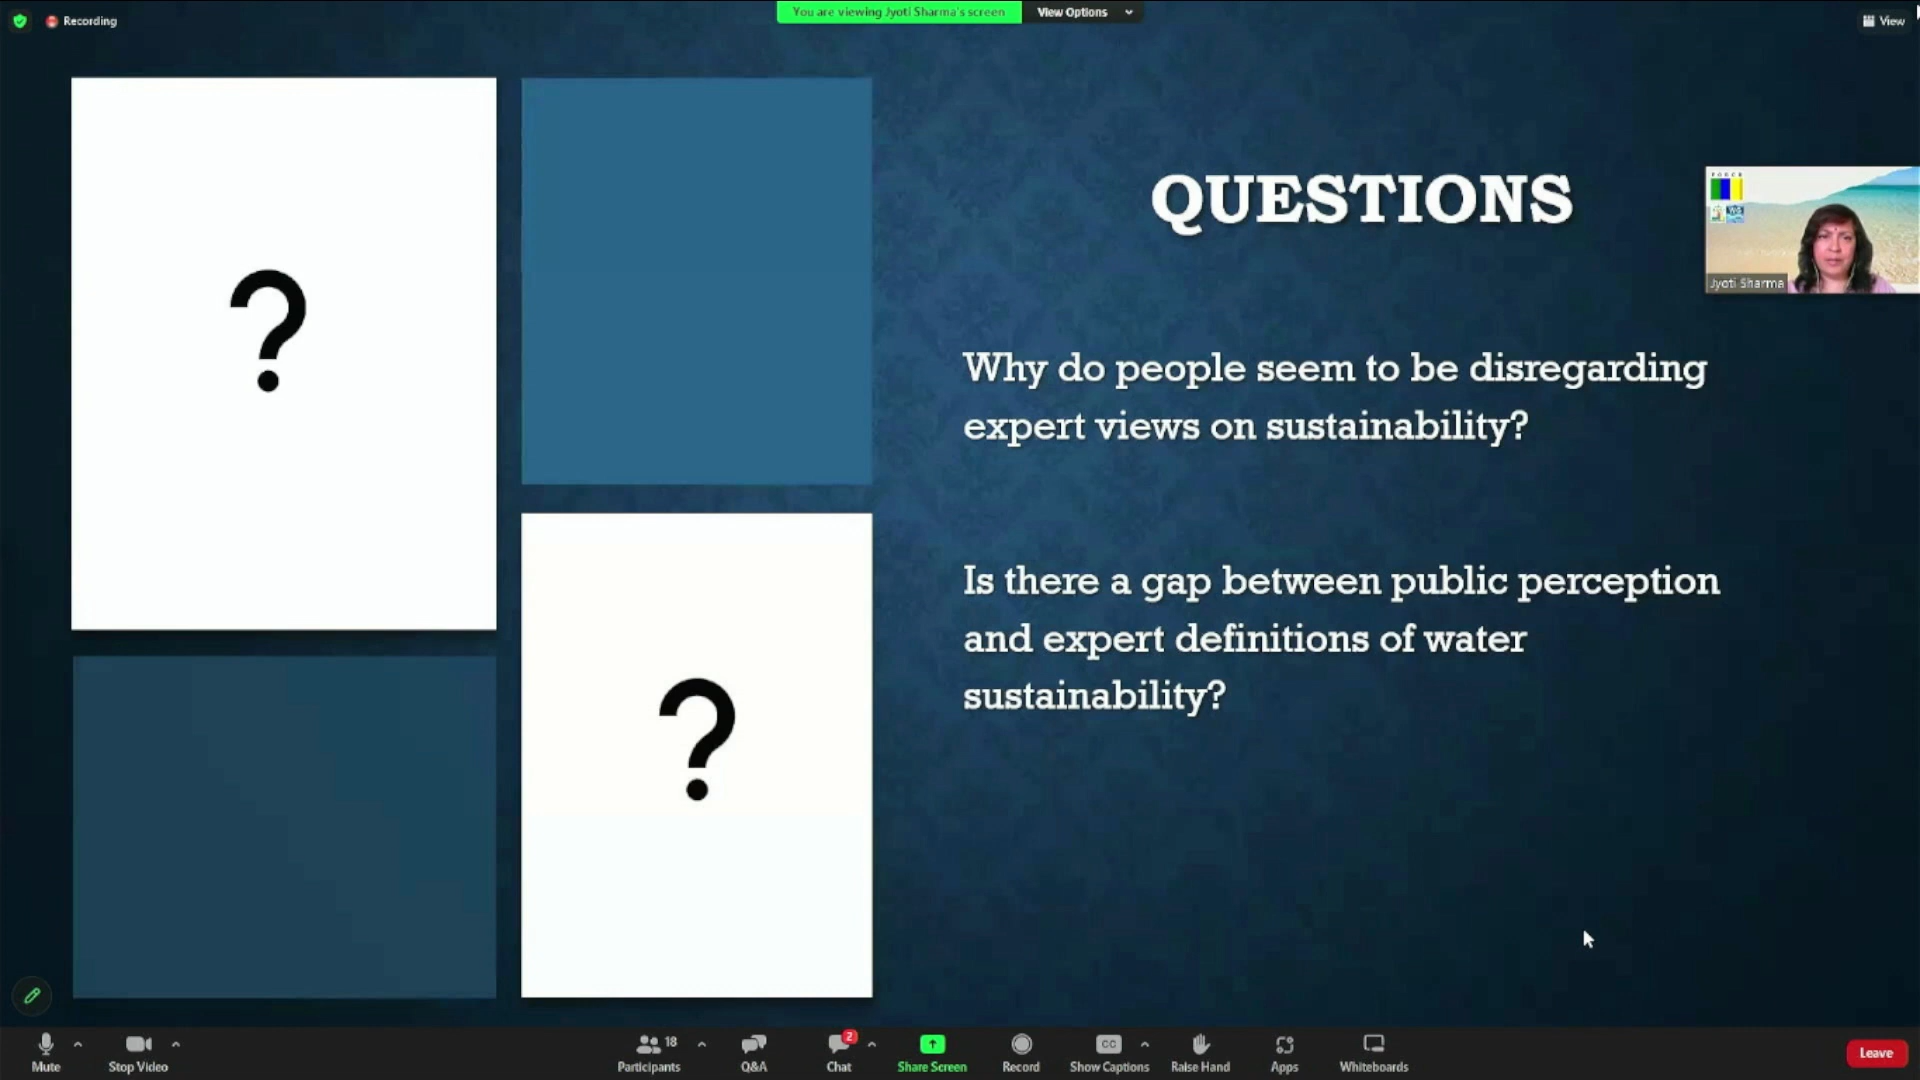 Recording
You are viewing Jyoti Sharma's screen
View Options
View
QUESTIONS
?
?
FORCE
Jyoti Sharma
Why do people seem to be disregarding
expert views on sustainability?
Is there a gap between public perception
and expert definitions of water
sustainability?
Mute
Stop Video
18
Participants
Q&A
2
Chat
Share Screen
Record
CC
Show Captions
Raise Hand
Apps
Whiteboards
Leave